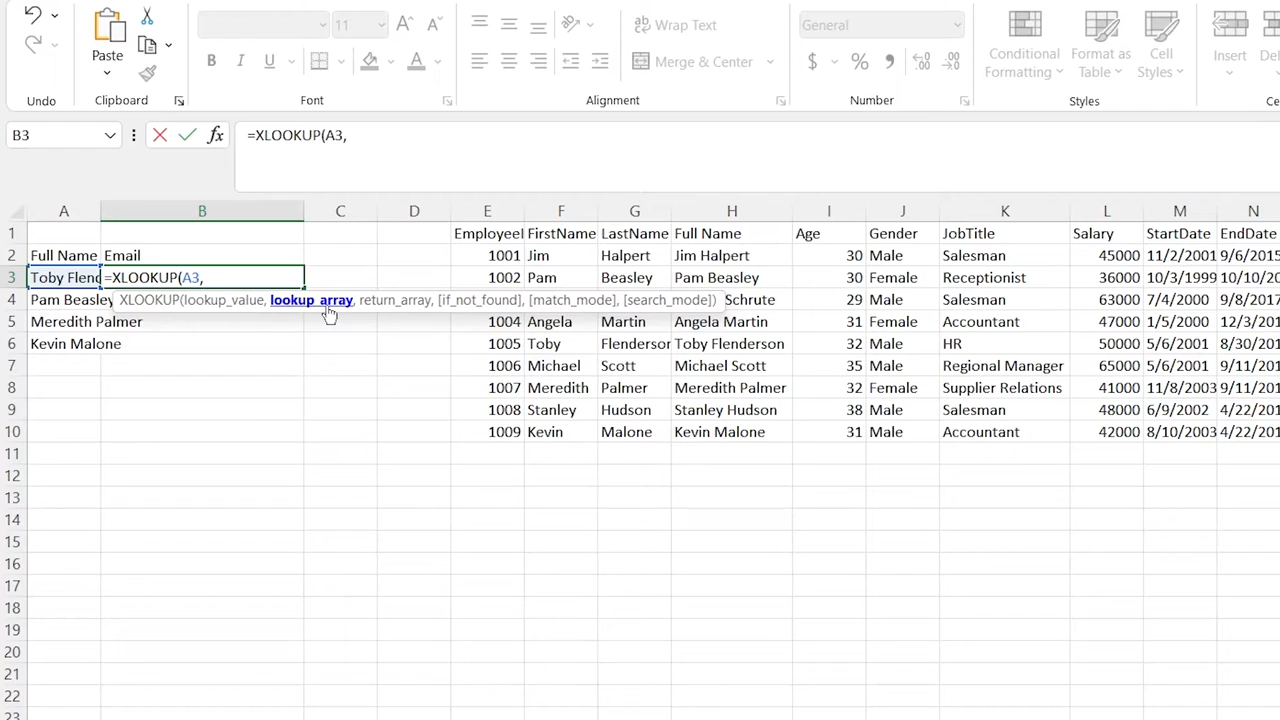 11
ab Wrap Text
General
Paste
Merge & Center
$ % 9
Conditional Formatting
Format as Table
Cell Styles
Insert
Undo
Clipboard
Font
Alignment
Number
Styles
B I U
A
B3
fx
=XLOOKUP(A3,
A B C D E F G H I J K L M N
1 EmployeeI FirstName LastName Full Name Age Gender JobTitle Salary StartDate EndDate
2 Full Name Email 1001 Jim Halpert Jim Halpert 30 Male Salesman 45000 11/2/2001 9/6/2015
3 Toby Flend =XLOOKUP(A3, 1002 Pam Beasley Pam Beasley 30 Female Receptionist 36000 10/3/1999 10/10/20
4 Pam Beasley XLOOKUP(lookup_value, lookup_array, return_array, [if_not_found], [match_mode], [search_mode]) Schrute 29 Male Salesman 63000 7/4/2000 9/8/201
5 Meredith Palmer 1004 Angela Martin Angela Martin 31 Female Accountant 47000 1/5/2000 12/3/201
6 Kevin Malone 1005 Toby Flenderson Toby Flenderson 32 Male HR 50000 5/6/2001 8/30/201
7 1006 Michael Scott Michael Scott 35 Male Regional Manager 65000 5/6/2001 9/11/201
8 1007 Meredith Palmer Meredith Palmer 32 Female Supplier Relations 41000 11/8/2003 9/11/201
9 1008 Stanley Hudson Stanley Hudson 38 Male Salesman 48000 6/9/2002 4/22/201
10 1009 Kevin Malone Kevin Malone 31 Male Accountant 42000 8/10/2003 4/22/201
11
12
13
14
15
16
17
18
19
20
21
22
23